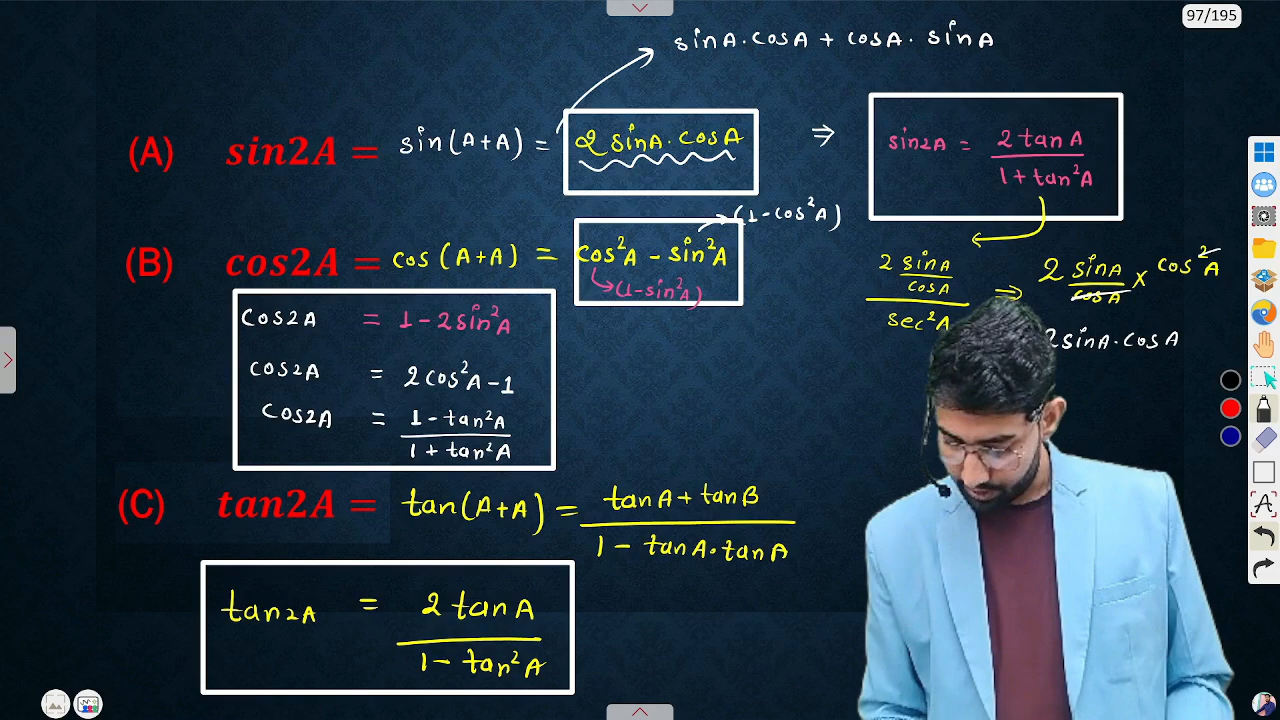 97/195
sinA.cosA + cosA. sinA
(A) sin2A = sin(A+A) = 2 sinA.cosA ⇒ sin2A = 2 tanA / 1 + tan²A
(1-cos²A)
(B) cos2A = cos (A+A) = cos²A - sin²A
(1-sin²A)
2 sinA/cosA / sec²A ⇒ 2 sinA/cosA × cos²A
2sinA.cosA
cos2A = 1 - 2sin²A
cos2A = 2cos²A-1
cos2A = 1 - tan²A / 1 + tan²A
(C) tan2A = tan(A+A) = tanA + tanB / 1 - tanA.tanA
tan2A = 2 tanA / 1 - tan²A
A